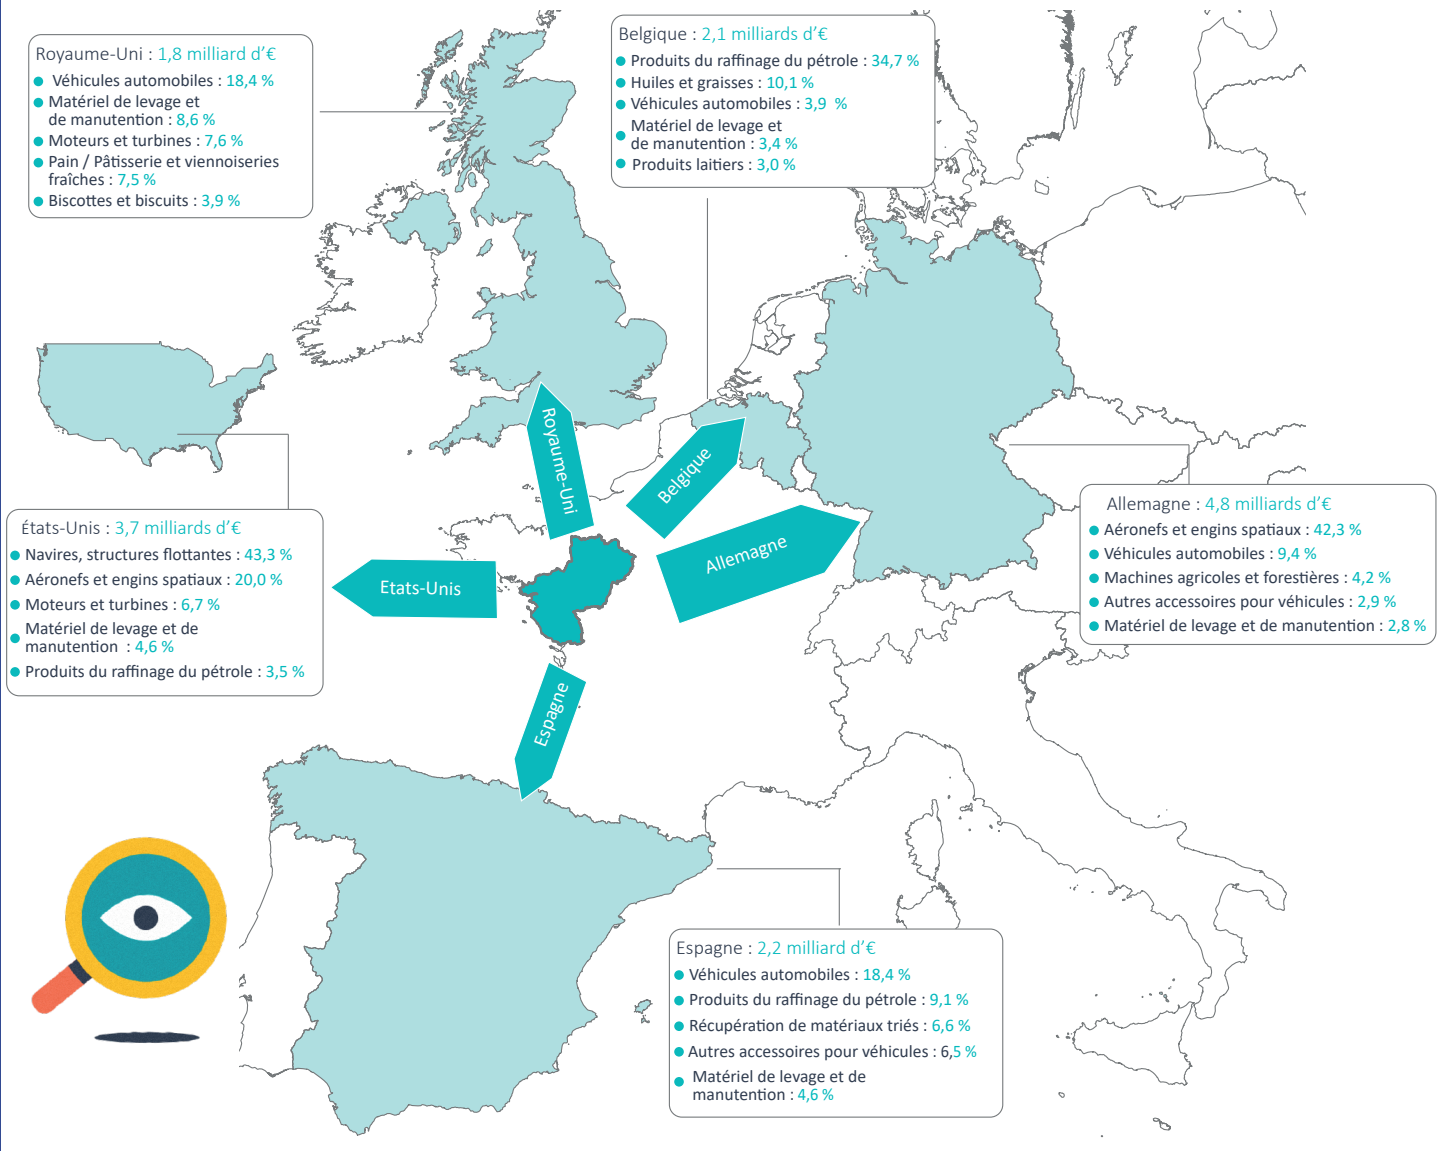 Royaume-Uni : 1,8 milliard d’€
Véhicules automobiles : 18,4 %
Matériel de levage et
de manutention : 8,6 %
Moteurs et turbines : 7,6 %
Pain / Pâtisserie et viennoiseries
fraîches : 7,5 %
Biscottes et biscuits : 3,9 %
Belgique : 2,1 milliards d’€
Produits du raffinage du pétrole : 34,7 %
Huiles et graisses : 10,1 %
Véhicules automobiles : 3,9 %
Matériel de levage et
de manutention : 3,4 %
Produits laitiers : 3,0 %
Royaume-Uni
Belgique
Allemagne
Etats-Unis
Espagne
États-Unis : 3,7 milliards d’€
Navires, structures flottantes : 43,3 %
Aéronefs et engins spatiaux : 20,0 %
Moteurs et turbines : 6,7 %
Matériel de levage et de
manutention : 4,6 %
Produits du raffinage du pétrole : 3,5 %
Allemagne : 4,8 milliards d’€
Aéronefs et engins spatiaux : 42,3 %
Véhicules automobiles : 9,4 %
Machines agricoles et forestières : 4,2 %
Autres accessoires pour véhicules : 2,9 %
Matériel de levage et de manutention : 2,8 %
Espagne : 2,2 milliard d’€
Véhicules automobiles : 18,4 %
Produits du raffinage du pétrole : 9,1 %
Récupération de matériaux triés : 6,6 %
Autres accessoires pour véhicules : 6,5 %
Matériel de levage et de
manutention : 4,6 %